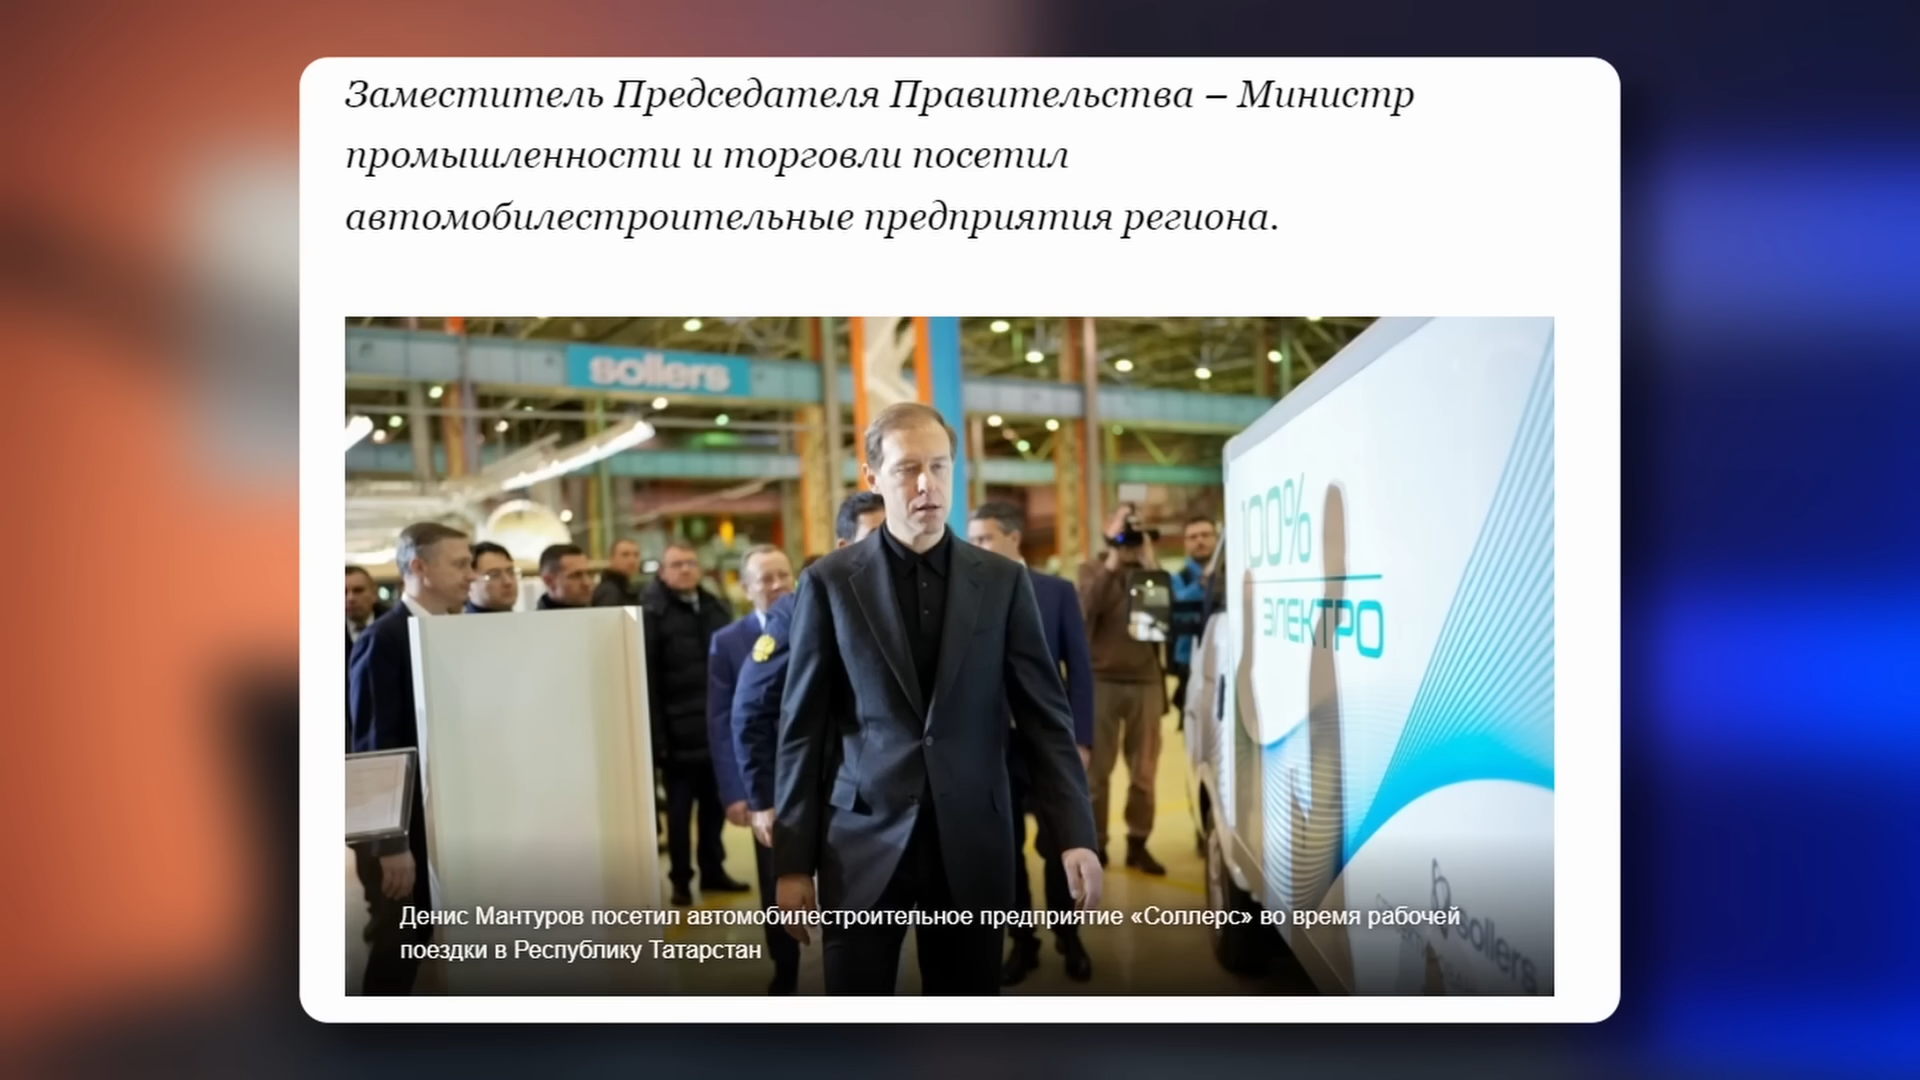 Заместитель Председателя Правительства – Министр
промышленности и торговли посетил
автомобилестроительные предприятия региона.
sollers
100%
ЭЛЕКТРО
sollers
Денис Мантуров посетил автомобилестроительное предприятие «Соллерс» во время рабочей
поездки в Республику Татарстан